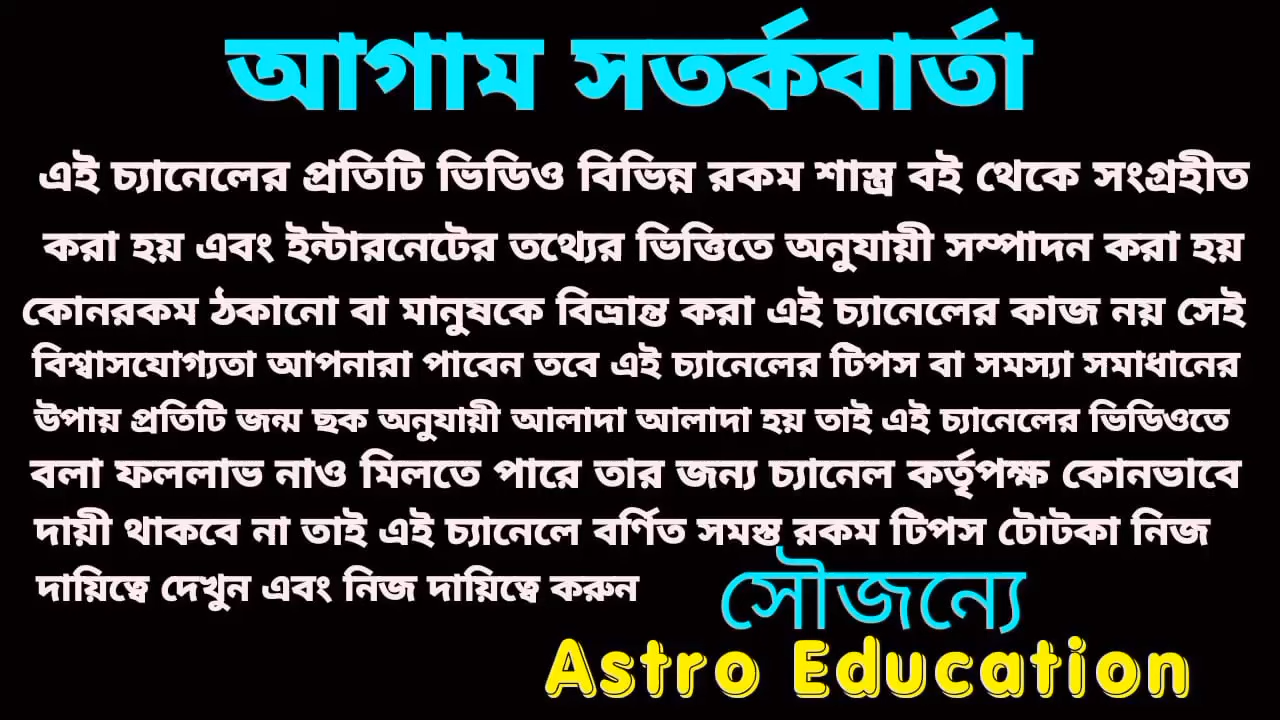 আগাম সতর্কবার্তা
এই চ্যানেলের প্রতিটি ভিডিও বিভিন্ন রকম শাস্ত্র বই থেকে সংগ্রহীত
করা হয় এবং ইন্টারনেটের তথ্যের ভিত্তিতে অনুযায়ী সম্পাদন করা হয়
কোনরকম ঠকানো বা মানুষকে বিভ্রান্ত করা এই চ্যানেলের কাজ নয় সেই
বিশ্বাসযোগ্যতা আপনারা পাবেন তবে এই চ্যানেলের টিপস বা সমস্যা সমাধানের
উপায় প্রতিটি জন্ম ছক অনুযায়ী আলাদা আলাদা হয় তাই এই চ্যানেলের ভিডিওতে
বলা ফললাভ নাও মিলতে পারে তার জন্য চ্যানেল কর্তৃপক্ষ কোনভাবে
দায়ী থাকবে না তাই এই চ্যানেলে বর্ণিত সমস্ত রকম টিপস টোটকা নিজ
দায়িত্বে দেখুন এবং নিজ দায়িত্বে করুন
সৌজন্যে
Astro Education